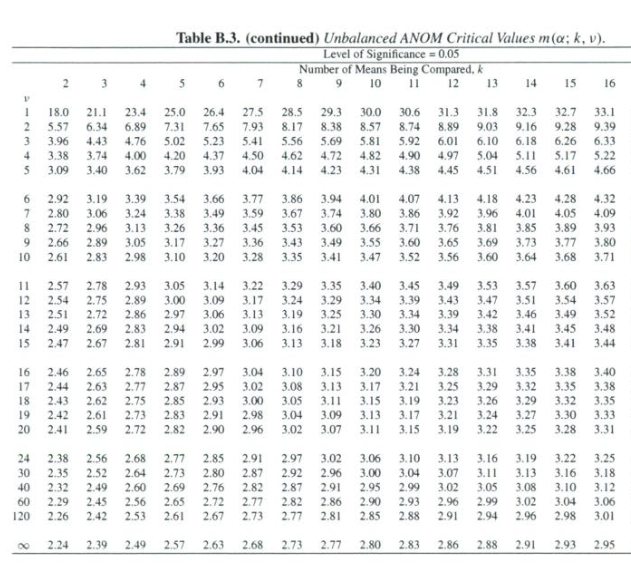 Table B.3. (continued) Unbalanced ANOM Critical Values m(α; k, ν).
Level of Significance = 0.05
Number of Means Being Compared, k
2 3 4 5 6 7 8 9 10 11 12 13 14 15 16
ν
1 18.0 21.1 23.4 25.0 26.4 27.5 28.5 29.3 30.0 30.6 31.3 31.8 32.3 32.7 33.1
2 5.57 6.34 6.89 7.31 7.65 7.93 8.17 8.38 8.57 8.74 8.89 9.03 9.16 9.28 9.39
3 3.96 4.43 4.76 5.02 5.23 5.41 5.56 5.69 5.81 5.92 6.01 6.10 6.18 6.26 6.33
4 3.38 3.74 4.00 4.20 4.37 4.50 4.62 4.72 4.82 4.90 4.97 5.04 5.11 5.17 5.22
5 3.09 3.40 3.62 3.79 3.93 4.04 4.14 4.23 4.31 4.38 4.45 4.51 4.56 4.61 4.66
6 2.92 3.19 3.39 3.54 3.66 3.77 3.86 3.94 4.01 4.07 4.13 4.18 4.23 4.28 4.32
7 2.80 3.06 3.24 3.38 3.49 3.59 3.67 3.74 3.80 3.86 3.92 3.96 4.01 4.05 4.09
8 2.72 2.96 3.13 3.26 3.36 3.45 3.53 3.60 3.66 3.71 3.76 3.81 3.85 3.89 3.93
9 2.66 2.89 3.05 3.17 3.27 3.36 3.43 3.49 3.55 3.60 3.65 3.69 3.73 3.77 3.80
10 2.61 2.83 2.98 3.10 3.20 3.28 3.35 3.41 3.47 3.52 3.56 3.60 3.64 3.68 3.71
11 2.57 2.78 2.93 3.05 3.14 3.22 3.29 3.35 3.40 3.45 3.49 3.53 3.57 3.60 3.63
12 2.54 2.75 2.89 3.00 3.09 3.17 3.24 3.29 3.34 3.39 3.43 3.47 3.51 3.54 3.57
13 2.51 2.72 2.86 2.97 3.06 3.13 3.19 3.25 3.30 3.34 3.39 3.42 3.46 3.49 3.52
14 2.49 2.69 2.83 2.94 3.02 3.09 3.16 3.21 3.26 3.30 3.34 3.38 3.41 3.45 3.48
15 2.47 2.67 2.81 2.91 2.99 3.06 3.13 3.18 3.23 3.27 3.31 3.35 3.38 3.41 3.44
16 2.46 2.65 2.78 2.89 2.97 3.04 3.10 3.15 3.20 3.24 3.28 3.31 3.35 3.38 3.40
17 2.44 2.63 2.77 2.87 2.95 3.02 3.08 3.13 3.17 3.21 3.25 3.29 3.32 3.35 3.38
18 2.43 2.62 2.75 2.85 2.93 3.00 3.05 3.11 3.15 3.19 3.23 3.26 3.29 3.32 3.35
19 2.42 2.61 2.73 2.83 2.91 2.98 3.04 3.09 3.13 3.17 3.21 3.24 3.27 3.30 3.33
20 2.41 2.59 2.72 2.82 2.90 2.96 3.02 3.07 3.11 3.15 3.19 3.22 3.25 3.28 3.31
24 2.38 2.56 2.68 2.77 2.85 2.91 2.97 3.02 3.06 3.10 3.13 3.16 3.19 3.22 3.25
30 2.35 2.52 2.64 2.73 2.80 2.87 2.92 2.96 3.00 3.04 3.07 3.11 3.13 3.16 3.18
40 2.32 2.49 2.60 2.69 2.76 2.82 2.87 2.91 2.95 2.99 3.02 3.05 3.08 3.10 3.12
60 2.29 2.45 2.56 2.65 2.72 2.77 2.82 2.86 2.90 2.93 2.96 2.99 3.02 3.04 3.06
120 2.26 2.42 2.53 2.61 2.67 2.73 2.77 2.81 2.85 2.88 2.91 2.94 2.96 2.98 3.01
∞ 2.24 2.39 2.49 2.57 2.63 2.68 2.73 2.77 2.80 2.83 2.86 2.88 2.91 2.93 2.95